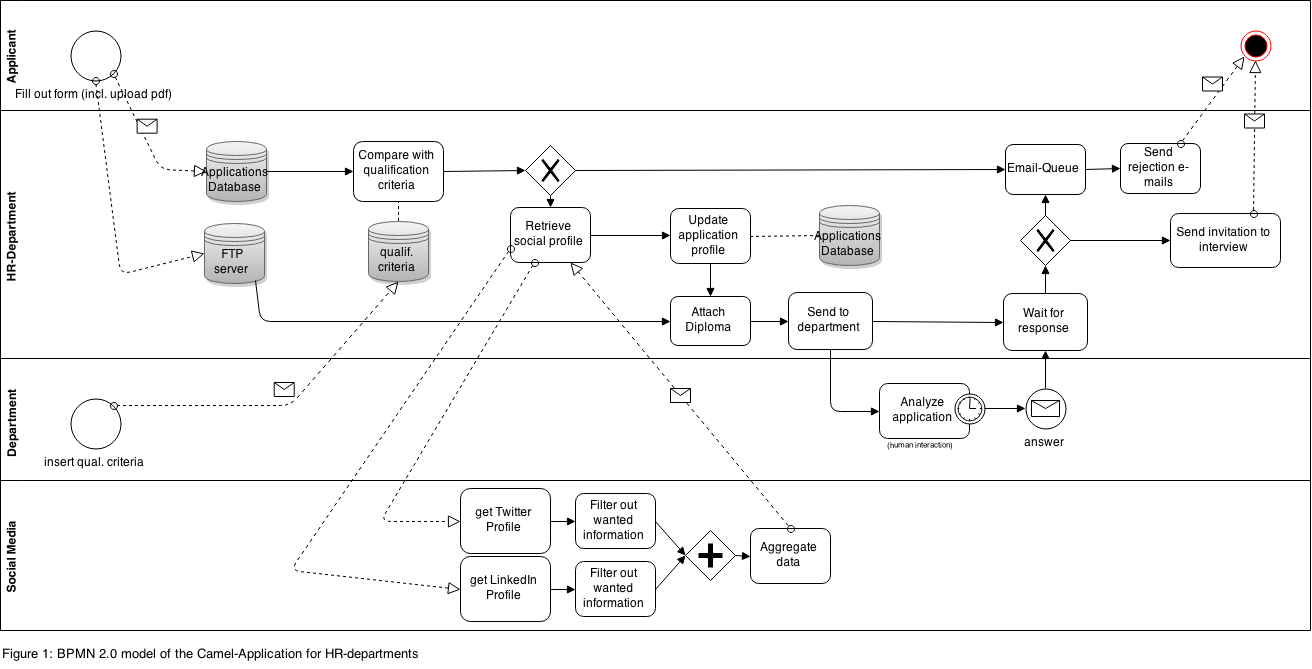 Applicant
Fill out form (incl. upload pdf)
HR-Department
Applications
Database
Compare with
qualification
criteria
FTP
server
qualif.
criteria
Retrieve
social profile
Update
application
profile
Applications
Database
Attach
Diploma
Send to
department
Email-Queue
Send
rejection e-
mails
Send invitation to
interview
Wait for
response
Department
insert qual. criteria
Analyze
application
(human interaction)
answer
Social Media
get Twitter
Profile
Filter out
wanted
information
get LinkedIn
Profile
Filter out
wanted
information
Aggregate
data
Figure 1: BPMN 2.0 model of the Camel-Application for HR-departments